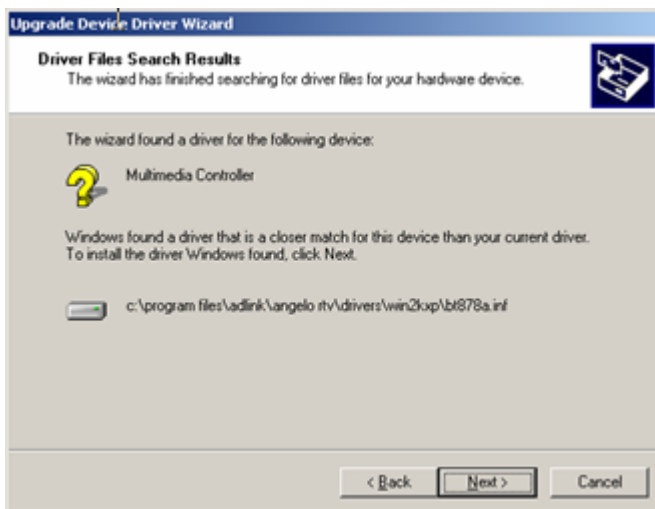 Upgrade Device Driver Wizard
Driver Files Search Results
The wizard has finished searching for driver files for your hardware device.
The wizard found a driver for the following device:
Multimedia Controller
Windows found a driver that is a closer match for this device than your current driver.
To install the driver Windows found, click Next.
c:\program files\adlink\angelo rtv\drivers\win2kxp\bt878a.inf
< Back Next > Cancel